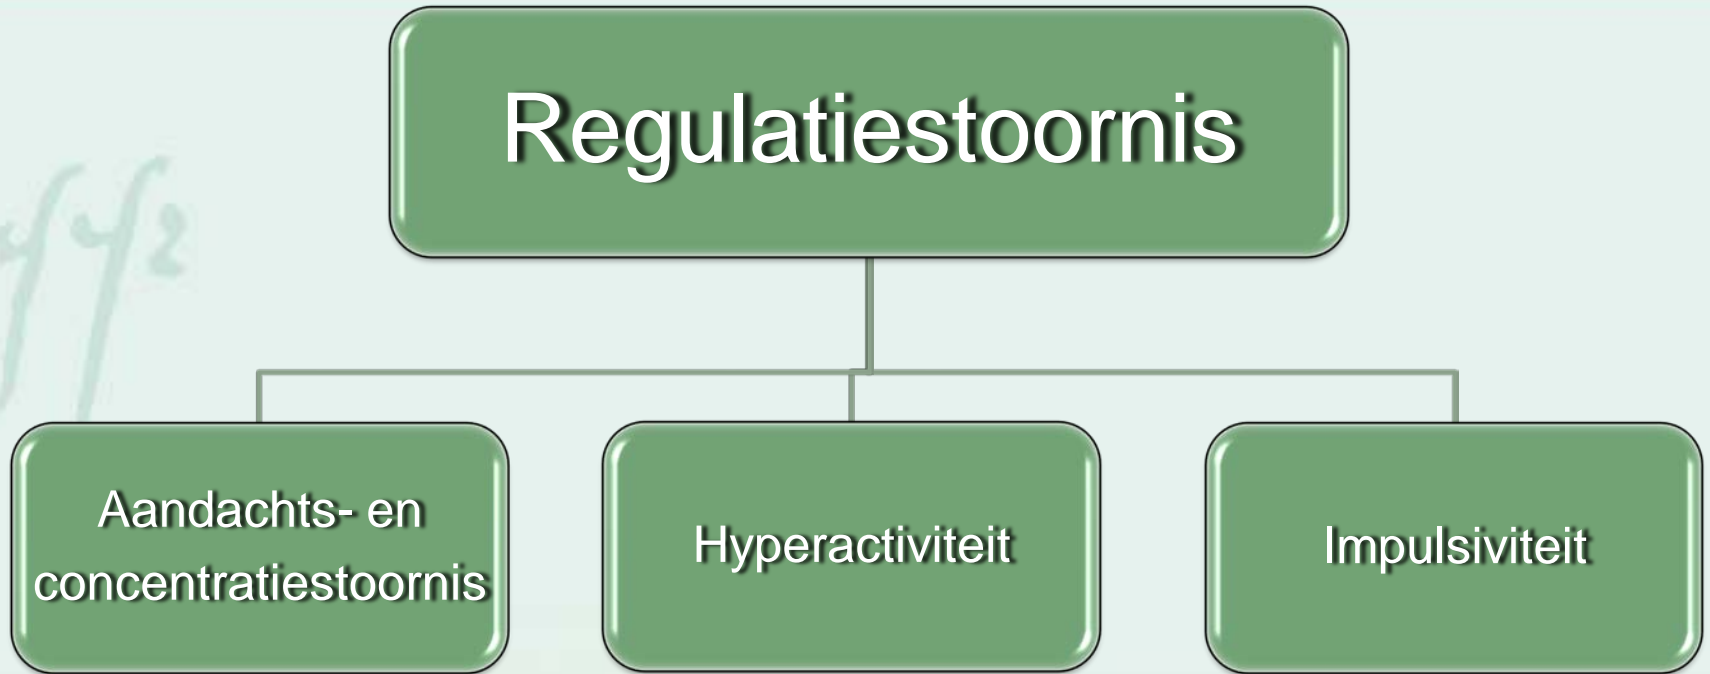 Regulatiestoornis
Aandachts- en
concentratiestoornis
Hyperactiviteit
Impulsiviteit